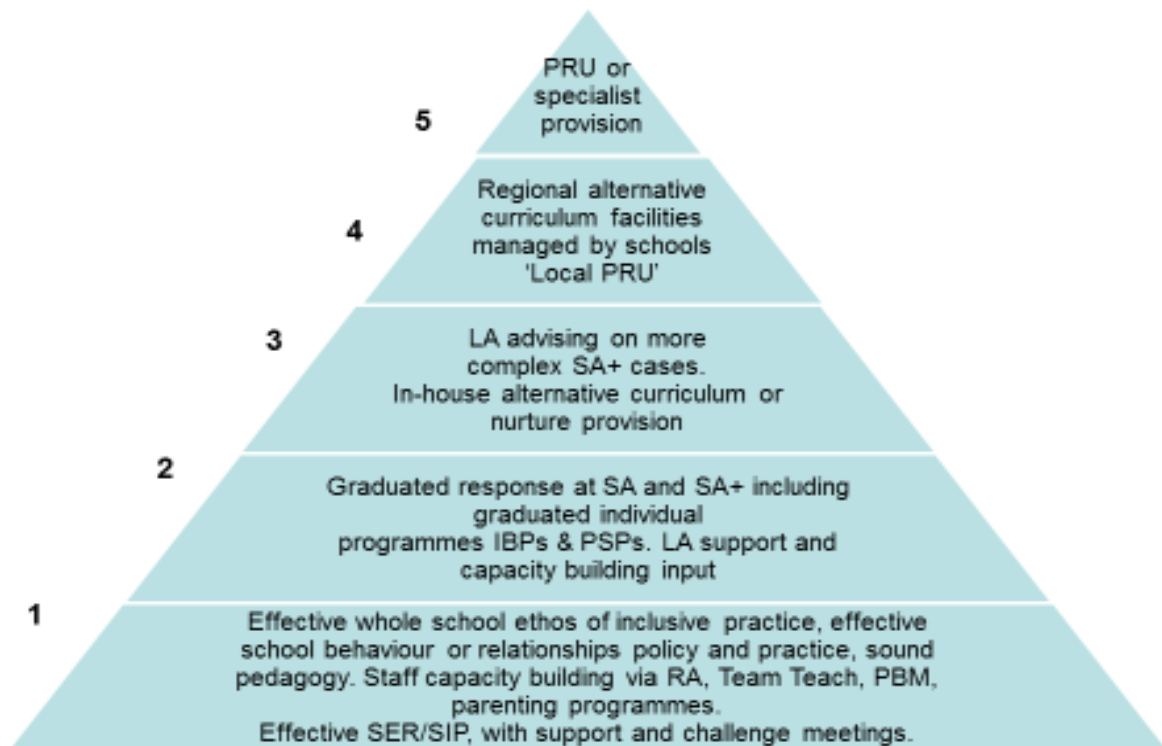 PRU or
specialist
provision
5
Regional alternative
curriculum facilities
managed by schools
‘Local PRU’
4
3
LA advising on more
complex SA+ cases.
In-house alternative curriculum or
nurture provision
2
Graduated response at SA and SA+ including
graduated individual
programmes IBPs & PSPs. LA support and
capacity building input
1
Effective whole school ethos of inclusive practice, effective
school behaviour or relationships policy and practice, sound
pedagogy. Staff capacity building via RA, Team Teach, PBM,
parenting programmes.
Effective SER/SIP, with support and challenge meetings.